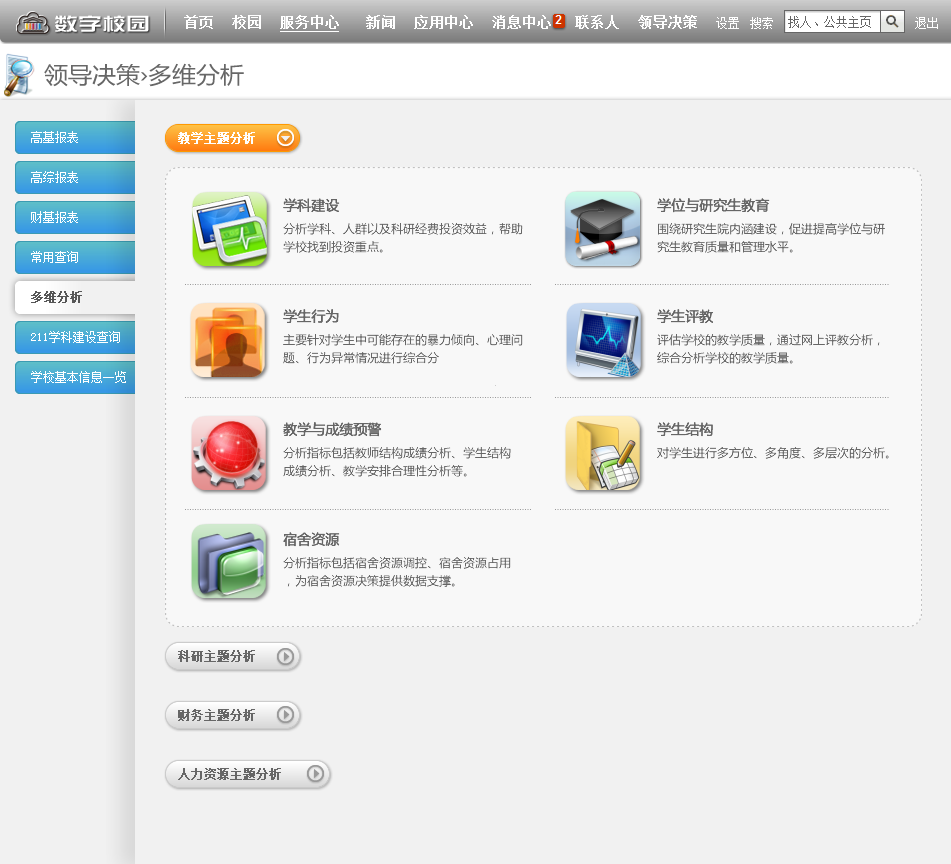 数字校园 首页 校园 服务中心 新闻 应用中心 消息中心 2 联系人 领导决策 设置 搜索 找人、公共主页 退出
领导决策›多维分析
高基报表
高综报表
财基报表
常用查询
多维分析
211学科建设查询
学校基本信息一览
教学主题分析
学科建设
分析学科、人群以及科研经费投资效益，帮助
学校找到投资重点。
学位与研究生教育
围绕研究生院内涵建设，促进提高学位与研
究生教育质量和管理水平。
学生行为
主要针对学生中可能存在的暴力倾向、心理问
题、行为异常情况进行综合分
学生评教
评估学校的教学质量，通过网上评教分析，
综合分析学校的教学质量。
教学与成绩预警
分析指标包括教师结构成绩分析、学生结构
成绩分析、教学安排合理性分析等。
学生结构
对学生进行多方位、多角度、多层次的分析。
宿舍资源
分析指标包括宿舍资源调控、宿舍资源占用
，为宿舍资源决策提供数据支撑。
科研主题分析
财务主题分析
人力资源主题分析